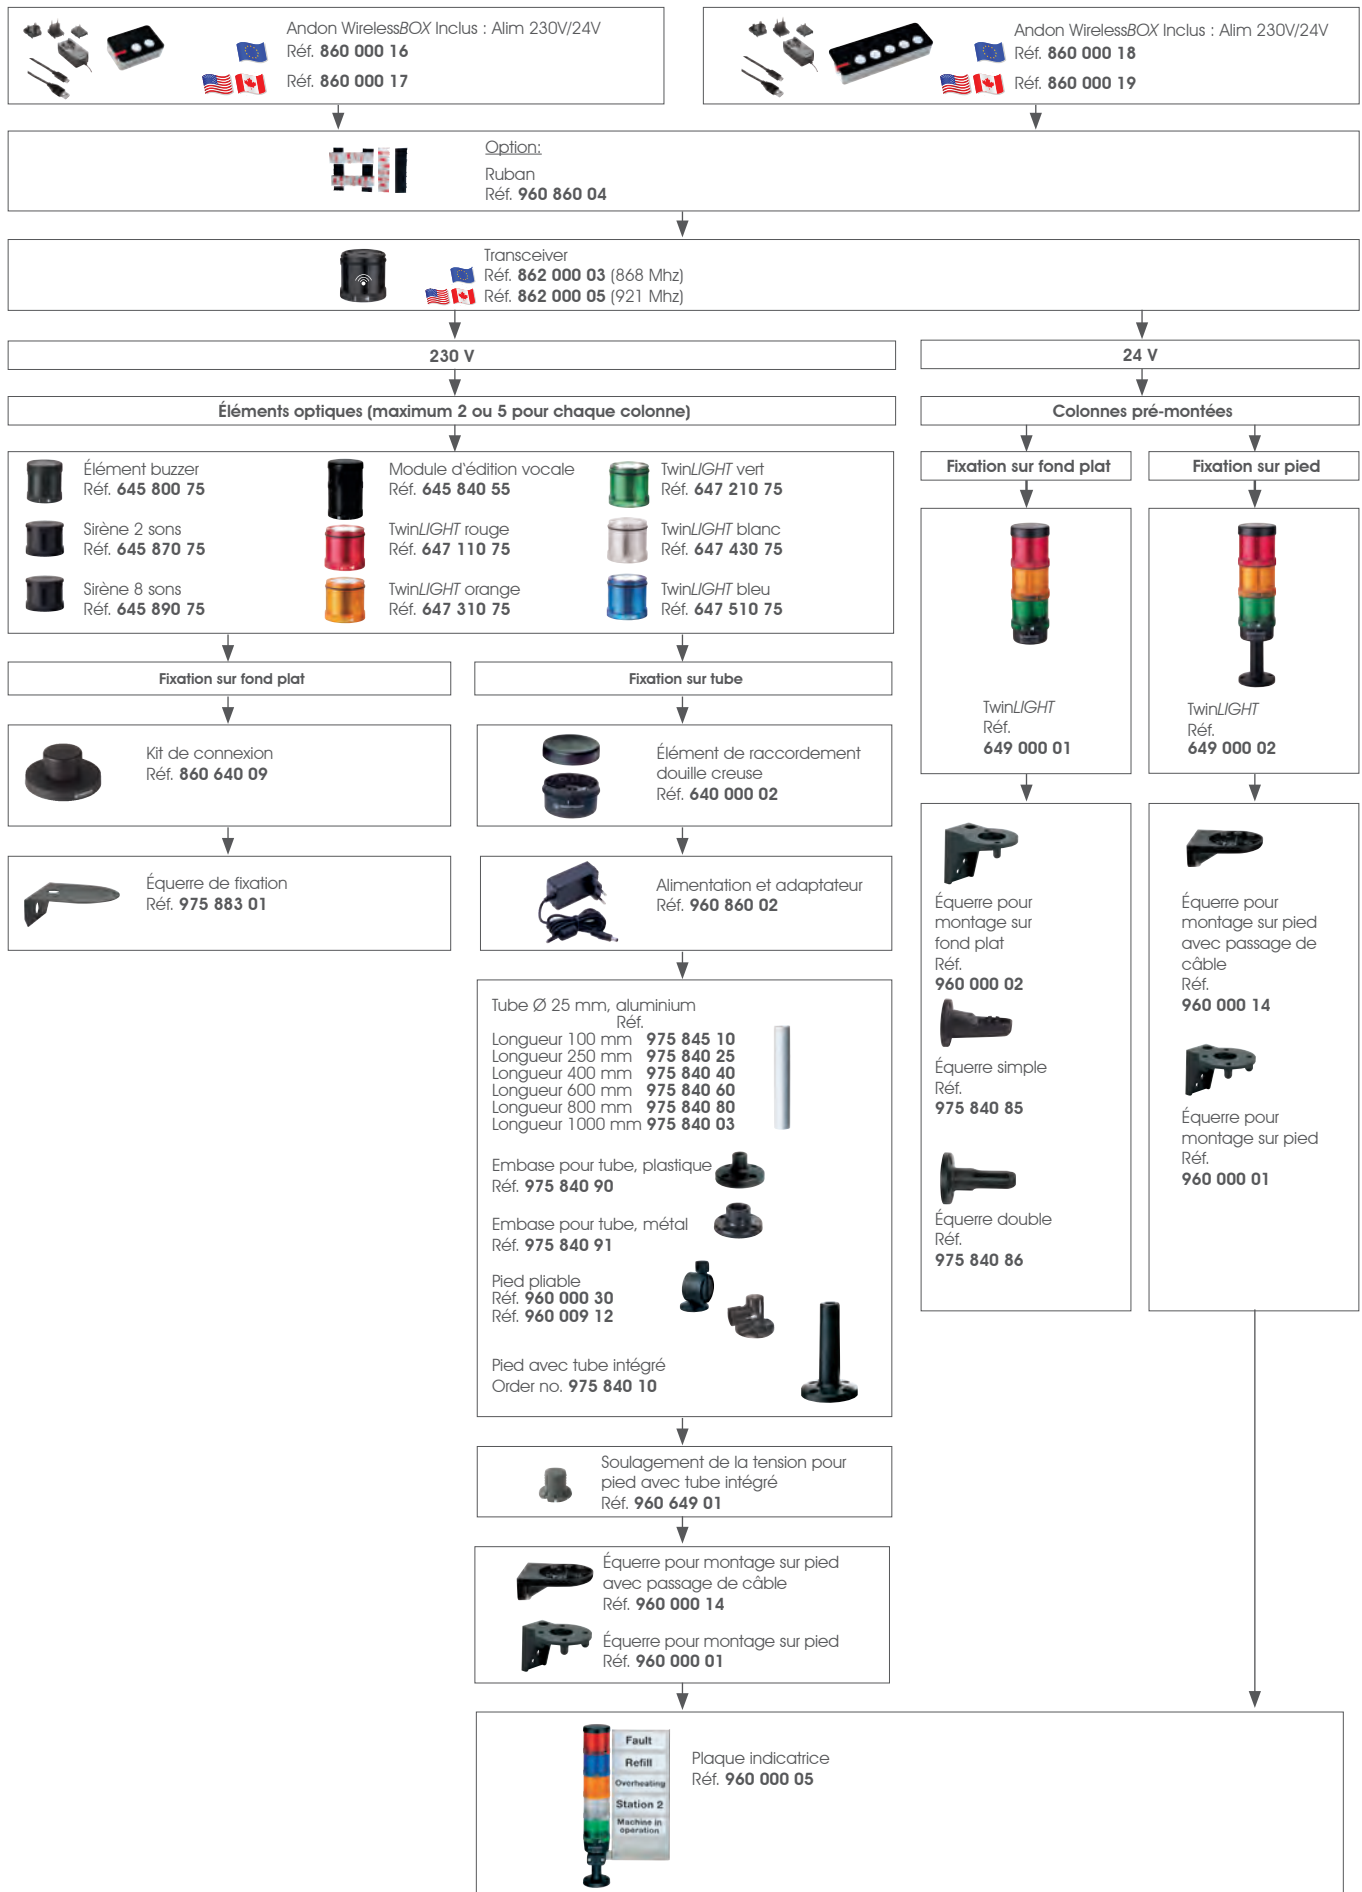 Andon WirelessBOX Inclus : Alim 230V/24V
Réf. 860 000 16
Réf. 860 000 17
Andon WirelessBOX Inclus : Alim 230V/24V
Réf. 860 000 18
Réf. 860 000 19
Option:
Ruban
Réf. 960 860 04
Transceiver
Réf. 862 000 03 (868 Mhz)
Réf. 862 000 05 (921 Mhz)
230 V
24 V
Éléments optiques (maximum 2 ou 5 pour chaque colonne)
Colonnes pré-montées
Élément buzzer
Réf. 645 800 75
Sirène 2 sons
Réf. 645 870 75
Sirène 8 sons
Réf. 645 890 75
Module d'édition vocale
Réf. 645 840 55
TwinLIGHT rouge
Réf. 647 110 75
TwinLIGHT orange
Réf. 647 310 75
TwinLIGHT vert
Réf. 647 210 75
TwinLIGHT blanc
Réf. 647 430 75
TwinLIGHT bleu
Réf. 647 510 75
Fixation sur fond plat
Fixation sur pied
TwinLIGHT
Réf.
649 000 01
TwinLIGHT
Réf.
649 000 02
Fixation sur fond plat
Fixation sur tube
Kit de connexion
Réf. 860 640 09
Équerre de fixation
Réf. 975 883 01
Élément de raccordement
douille creuse
Réf. 640 000 02
Alimentation et adaptateur
Réf. 960 860 02
Tube Ø 25 mm, aluminium
Réf.
Longueur 100 mm 975 845 10
Longueur 250 mm 975 840 25
Longueur 400 mm 975 840 40
Longueur 600 mm 975 840 60
Longueur 800 mm 975 840 80
Longueur 1000 mm 975 840 03
Embase pour tube, plastique
Réf. 975 840 90
Embase pour tube, métal
Réf. 975 840 91
Pied pliable
Réf. 960 000 30
Réf. 960 009 12
Pied avec tube intégré
Order no. 975 840 10
Équerre pour
montage sur
fond plat
Réf.
960 000 02
Équerre simple
Réf.
975 840 85
Équerre double
Réf.
975 840 86
Équerre pour
montage sur pied
avec passage de
câble
Réf.
960 000 14
Équerre pour
montage sur pied
Réf.
960 000 01
Soulagement de la tension pour
pied avec tube intégré
Réf. 960 649 01
Équerre pour montage sur pied
avec passage de câble
Réf. 960 000 14
Équerre pour montage sur pied
Réf. 960 000 01
Fault
Refill
Overheating
Station 2
Machine in
operation
Plaque indicatrice
Réf. 960 000 05